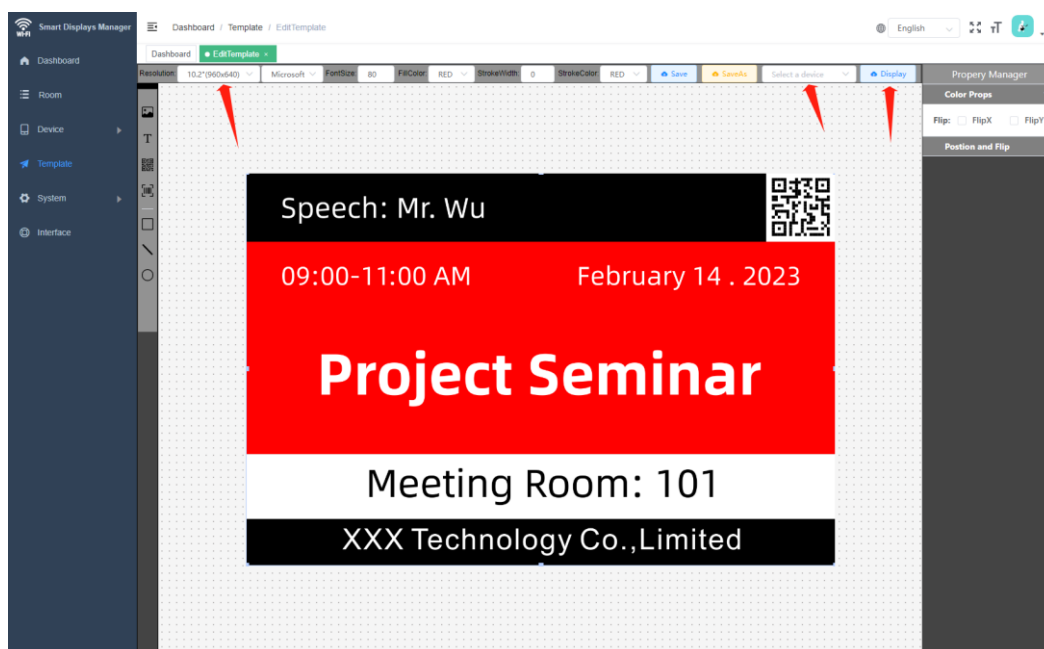 WI-FI
Smart Displays Manager
Dashboard / Template / EditTemplate
English
TT
Dashboard
EditTemplate ×
Dashboard
Room
Device
Template
System
Interface
Resolution: 10.2"(960x640) Microsoft FontSize: 80 FillColor: RED StrokeWidth: 0 StrokeColor: RED Save SaveAs Select a device Display
Propery Manager
Color Props
Flip: FlipX FlipY
Postion and Flip
T
Speech: Mr. Wu
09:00-11:00 AM
February 14 . 2023
Project Seminar
Meeting Room: 101
XXX Technology Co.,Limited